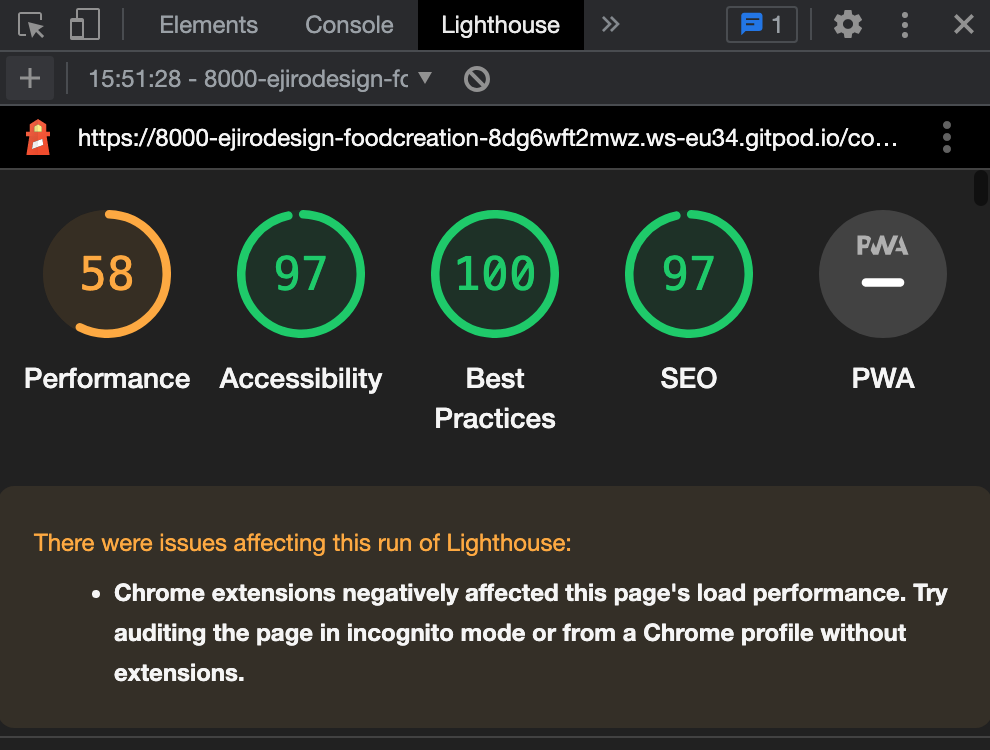 Elements Console Lighthouse 1
15:51:28 - 8000-ejirodesign-fc
https://8000-ejirodesign-foodcreation-8dg6wft2mwz.ws-eu34.gitpod.io/co…
58 97 100 97 PWA
Performance Accessibility Best Practices SEO PWA
There were issues affecting this run of Lighthouse:
• Chrome extensions negatively affected this page's load performance. Try
auditing the page in incognito mode or from a Chrome profile without
extensions.